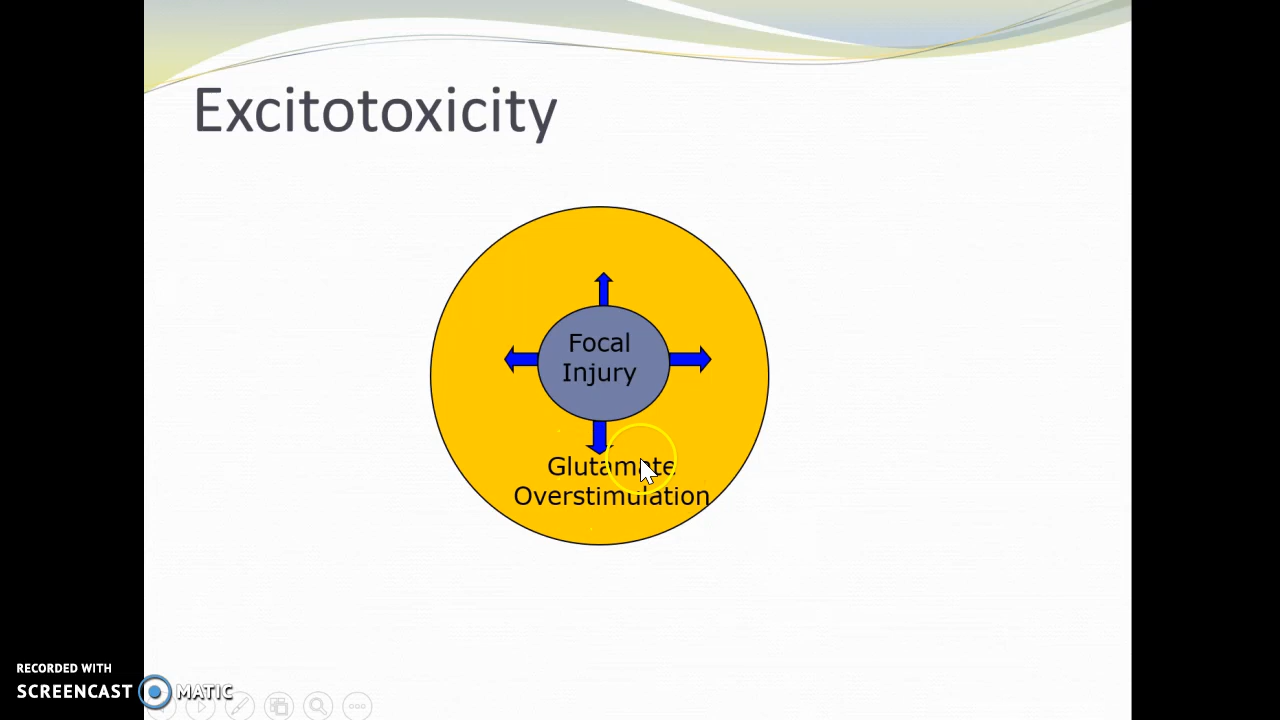 Excitotoxicity
Focal
Injury
Glutamate
Overstimulation
RECORDED WITH
SCREENCAST MATIC